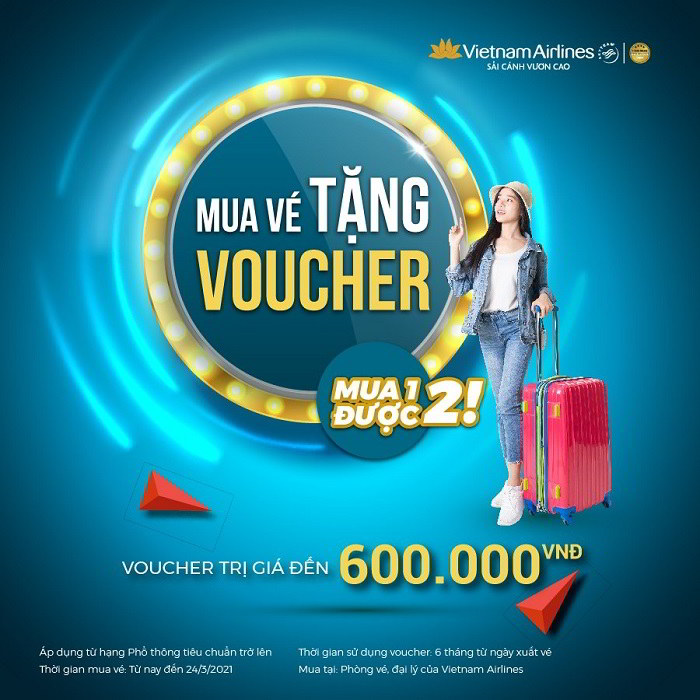 Vietnam Airlines
SẢI CÁNH VƯƠN CAO
MUA VÉ TẶNG
VOUCHER
MUA 1
ĐƯỢC 2!
VOUCHER TRỊ GIÁ ĐẾN 600.000 VNĐ
Áp dụng từ hạng Phổ thông tiêu chuẩn trở lên
Thời gian mua vé: Từ nay đến 24/3/2021
Thời gian sử dụng voucher: 6 tháng từ ngày xuất vé
Mua tại: Phòng vé, đại lý của Vietnam Airlines